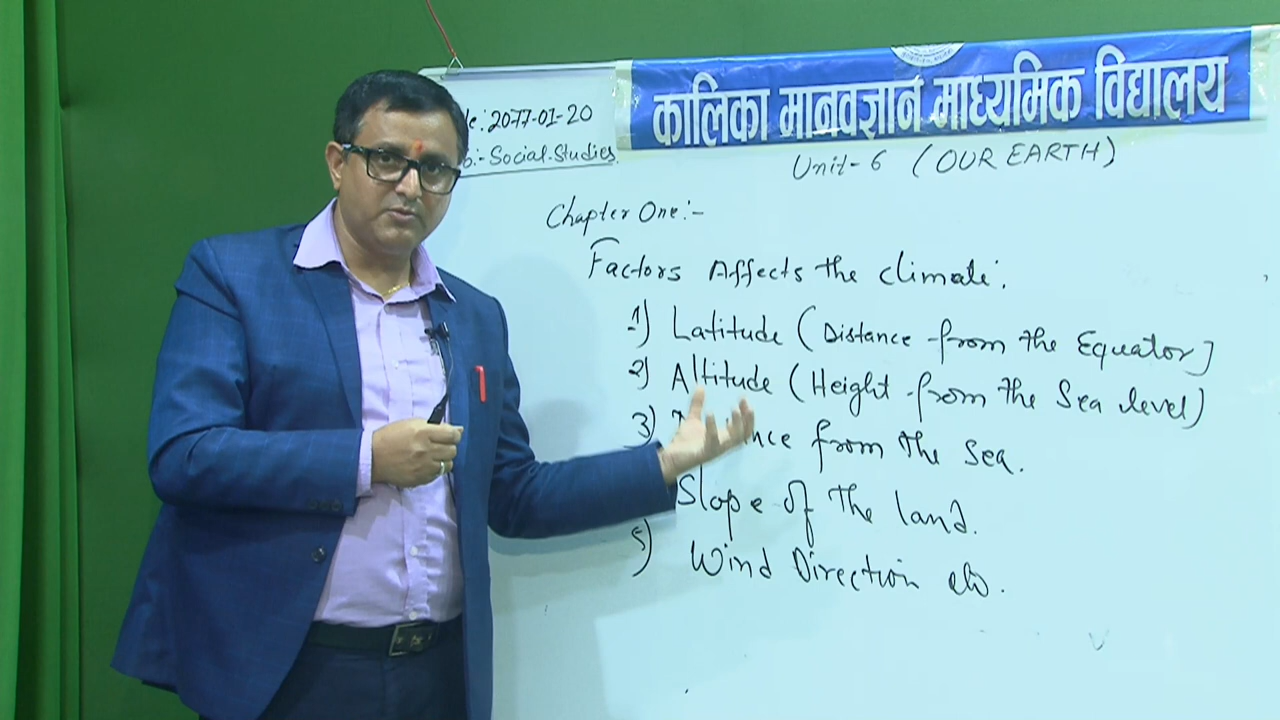 2077-01-20
Social Studies
कालिका मानवज्ञान माध्यमिक विद्यालय
Unit-6 (OUR EARTH)
Chapter One:-
Factors Affects the climate.
1) Latitude (Distance from the Equator]
2) Altitude (Height from the Sea level)
3) from the Sea.
Slope of the land.
5) Wind Direction etc.